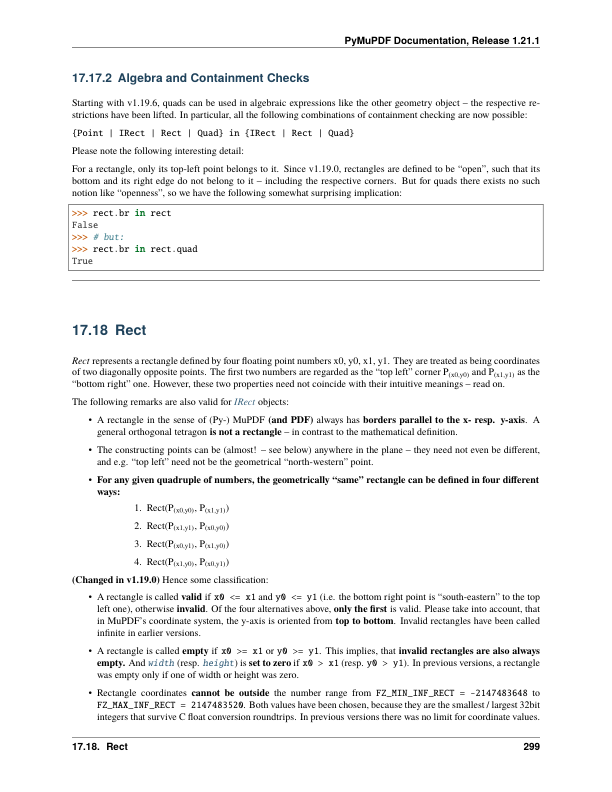 PyMuPDF Documentation, Release 1.21.1
17.17.2 Algebra and Containment Checks
Starting with v1.19.6, quads can be used in algebraic expressions like the other geometry object – the respective re-
strictions have been lifted. In particular, all the following combinations of containment checking are now possible:
{Point | IRect | Rect | Quad} in {IRect | Rect | Quad}
Please note the following interesting detail:
For a rectangle, only its top-left point belongs to it. Since v1.19.0, rectangles are defined to be “open”, such that its
bottom and its right edge do not belong to it – including the respective corners. But for quads there exists no such
notion like “openness”, so we have the following somewhat surprising implication:
>>> rect.br in rect
False
>>> # but:
>>> rect.br in rect.quad
True
17.18 Rect
Rect represents a rectangle defined by four floating point numbers x0, y0, x1, y1. They are treated as being coordinates
of two diagonally opposite points. The first two numbers are regarded as the “top left” corner P(x0,y0) and P(x1,y1) as the
“bottom right” one. However, these two properties need not coincide with their intuitive meanings – read on.
The following remarks are also valid for IRect objects:
• A rectangle in the sense of (Py-) MuPDF (and PDF) always has borders parallel to the x- resp. y-axis. A
general orthogonal tetragon is not a rectangle – in contrast to the mathematical definition.
• The constructing points can be (almost! – see below) anywhere in the plane – they need not even be different,
and e.g. “top left” need not be the geometrical “north-western” point.
• For any given quadruple of numbers, the geometrically “same” rectangle can be defined in four different
ways:
1. Rect(P(x0,y0), P(x1,y1))
2. Rect(P(x1,y1), P(x0,y0))
3. Rect(P(x0,y1), P(x1,y0))
4. Rect(P(x1,y0), P(x0,y1))
(Changed in v1.19.0) Hence some classification:
• A rectangle is called valid if x0 <= x1 and y0 <= y1 (i.e. the bottom right point is “south-eastern” to the top
left one), otherwise invalid. Of the four alternatives above, only the first is valid. Please take into account, that
in MuPDF’s coordinate system, the y-axis is oriented from top to bottom. Invalid rectangles have been called
infinite in earlier versions.
• A rectangle is called empty if x0 >= x1 or y0 >= y1. This implies, that invalid rectangles are also always
empty. And width (resp. height) is set to zero if x0 > x1 (resp. y0 > y1). In previous versions, a rectangle
was empty only if one of width or height was zero.
• Rectangle coordinates cannot be outside the number range from FZ_MIN_INF_RECT = -2147483648 to
FZ_MAX_INF_RECT = 2147483520. Both values have been chosen, because they are the smallest / largest 32bit
integers that survive C float conversion roundtrips. In previous versions there was no limit for coordinate values.
17.18. Rect
299